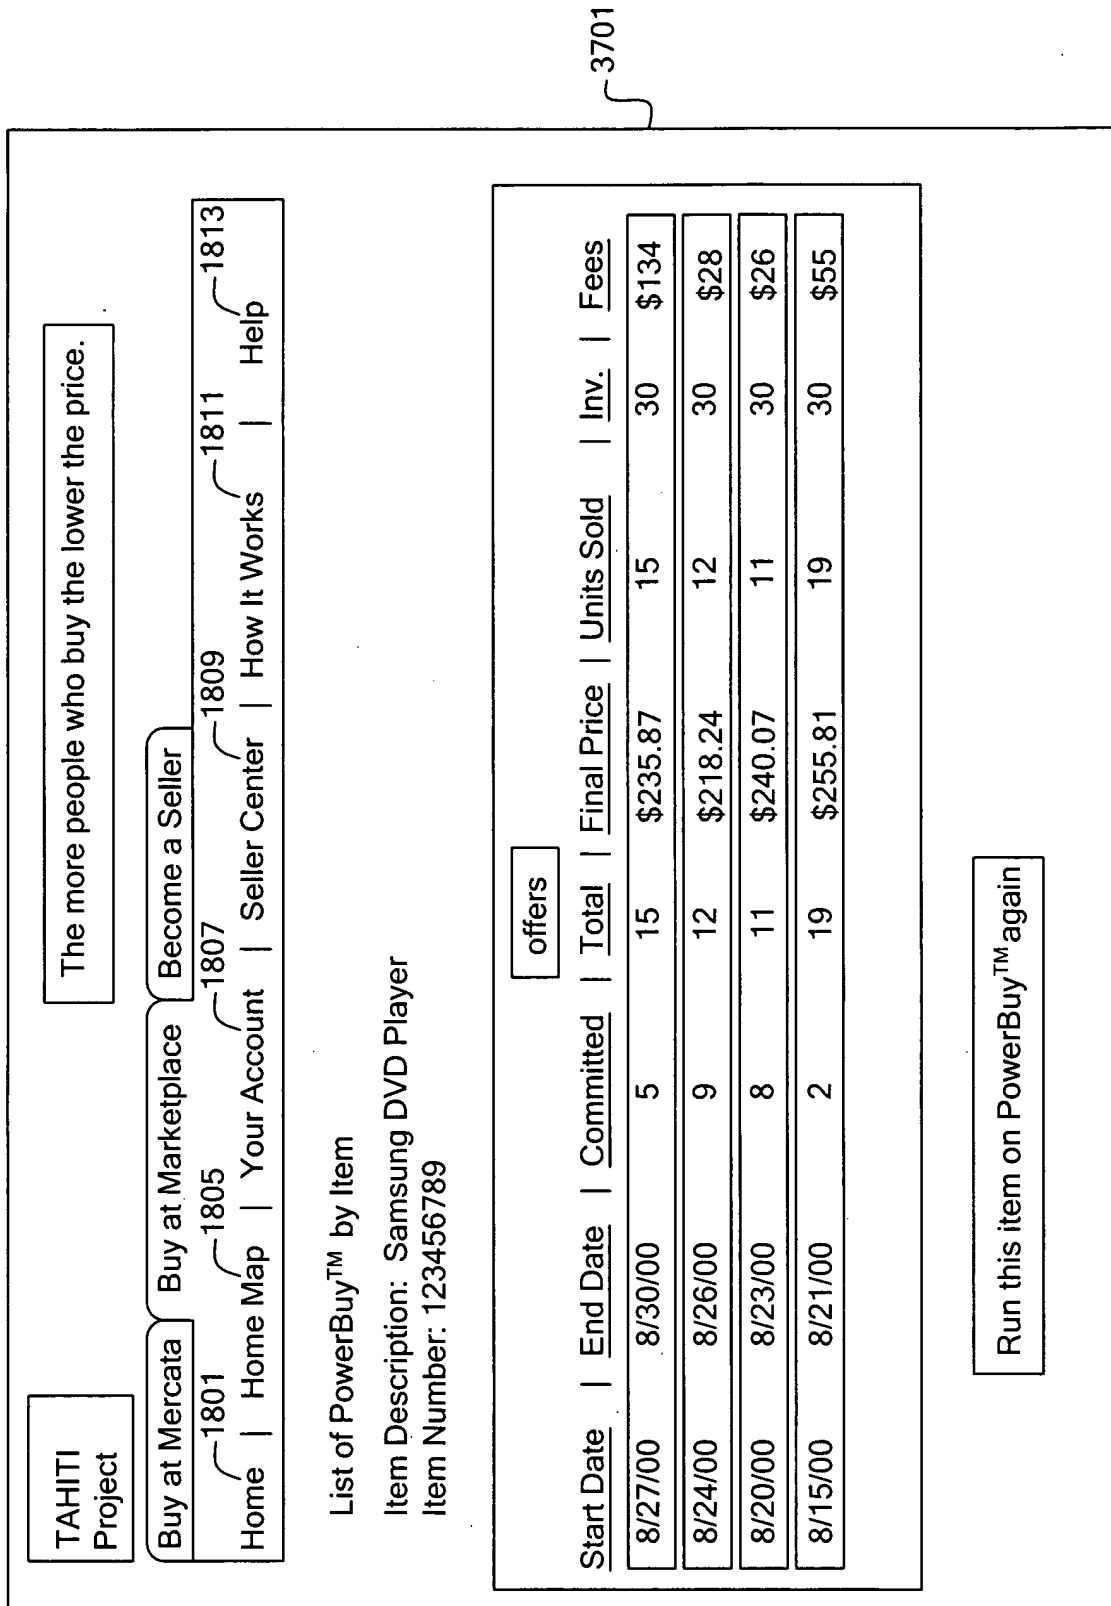 The more people who buy the lower the price.
TAHITI
Project
Buy at Mercata Buy at Marketplace Become a Seller
1801 1805 1807 1809 1811 1813
Home | Home Map | Your Account | Seller Center | How It Works | Help
List of PowerBuy™ by Item
Item Description: Samsung DVD Player
Item Number: 123456789
offers
Start Date | End Date | Committed | Total | Final Price | Units Sold | Inv. | Fees
8/27/00 8/30/00 5 15 $235.87 15 30 $134
8/24/00 8/26/00 9 12 $218.24 12 30 $28
8/20/00 8/23/00 8 11 $240.07 11 30 $26
8/15/00 8/21/00 2 19 $255.81 19 30 $55
Run this item on PowerBuy™ again
3701